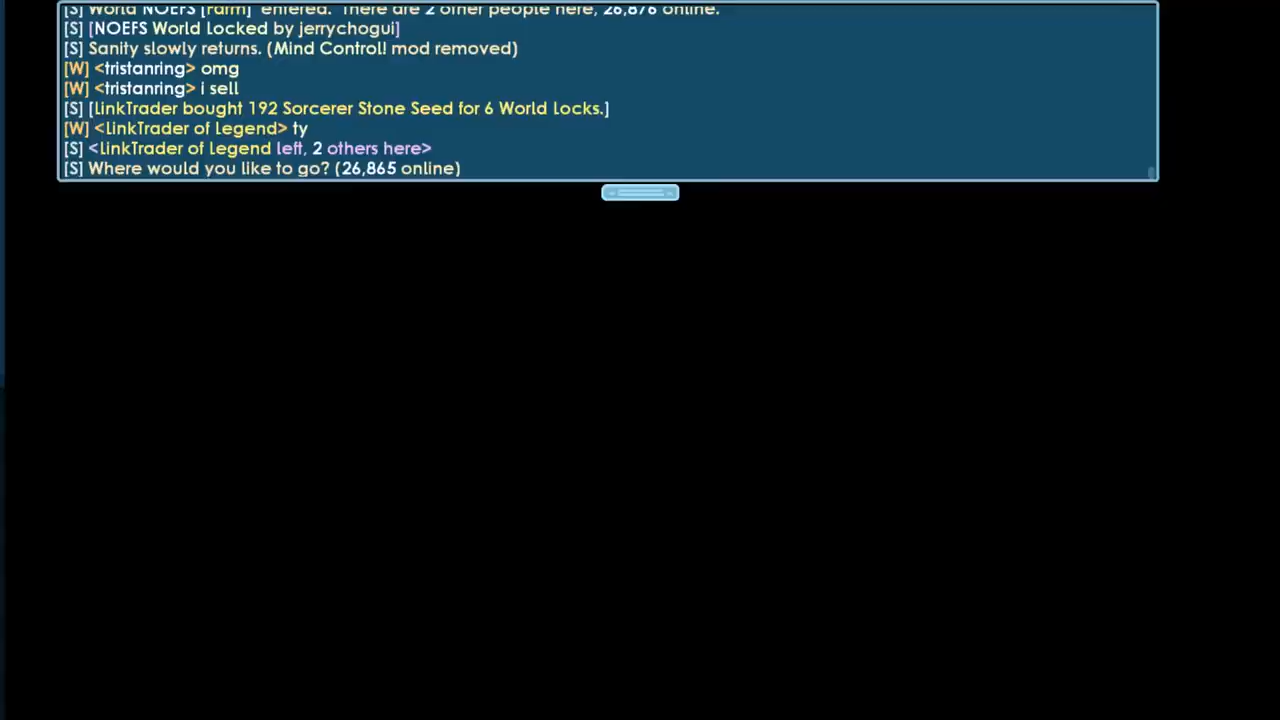 [S] World NOEFS [Farm] entered. There are 2 other people here, 26,876 online.
[S] [NOEFS World Locked by jerrychogui]
[S] Sanity slowly returns. (Mind Control! mod removed)
[W] <tristanring> omg
[W] <tristanring> i sell
[S] [LinkTrader bought 192 Sorcerer Stone Seed for 6 World Locks.]
[W] <LinkTrader of Legend> ty
[S] <LinkTrader of Legend left, 2 others here>
[S] Where would you like to go? (26,865 online)